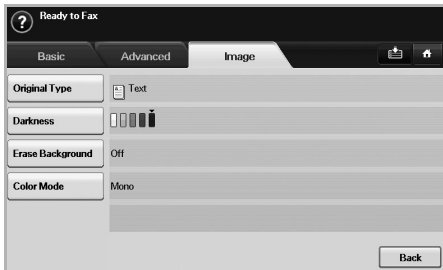 Ready to Fax
Basic Advanced Image
Original Type Text
Darkness
Erase Background Off
Color Mode Mono
Back